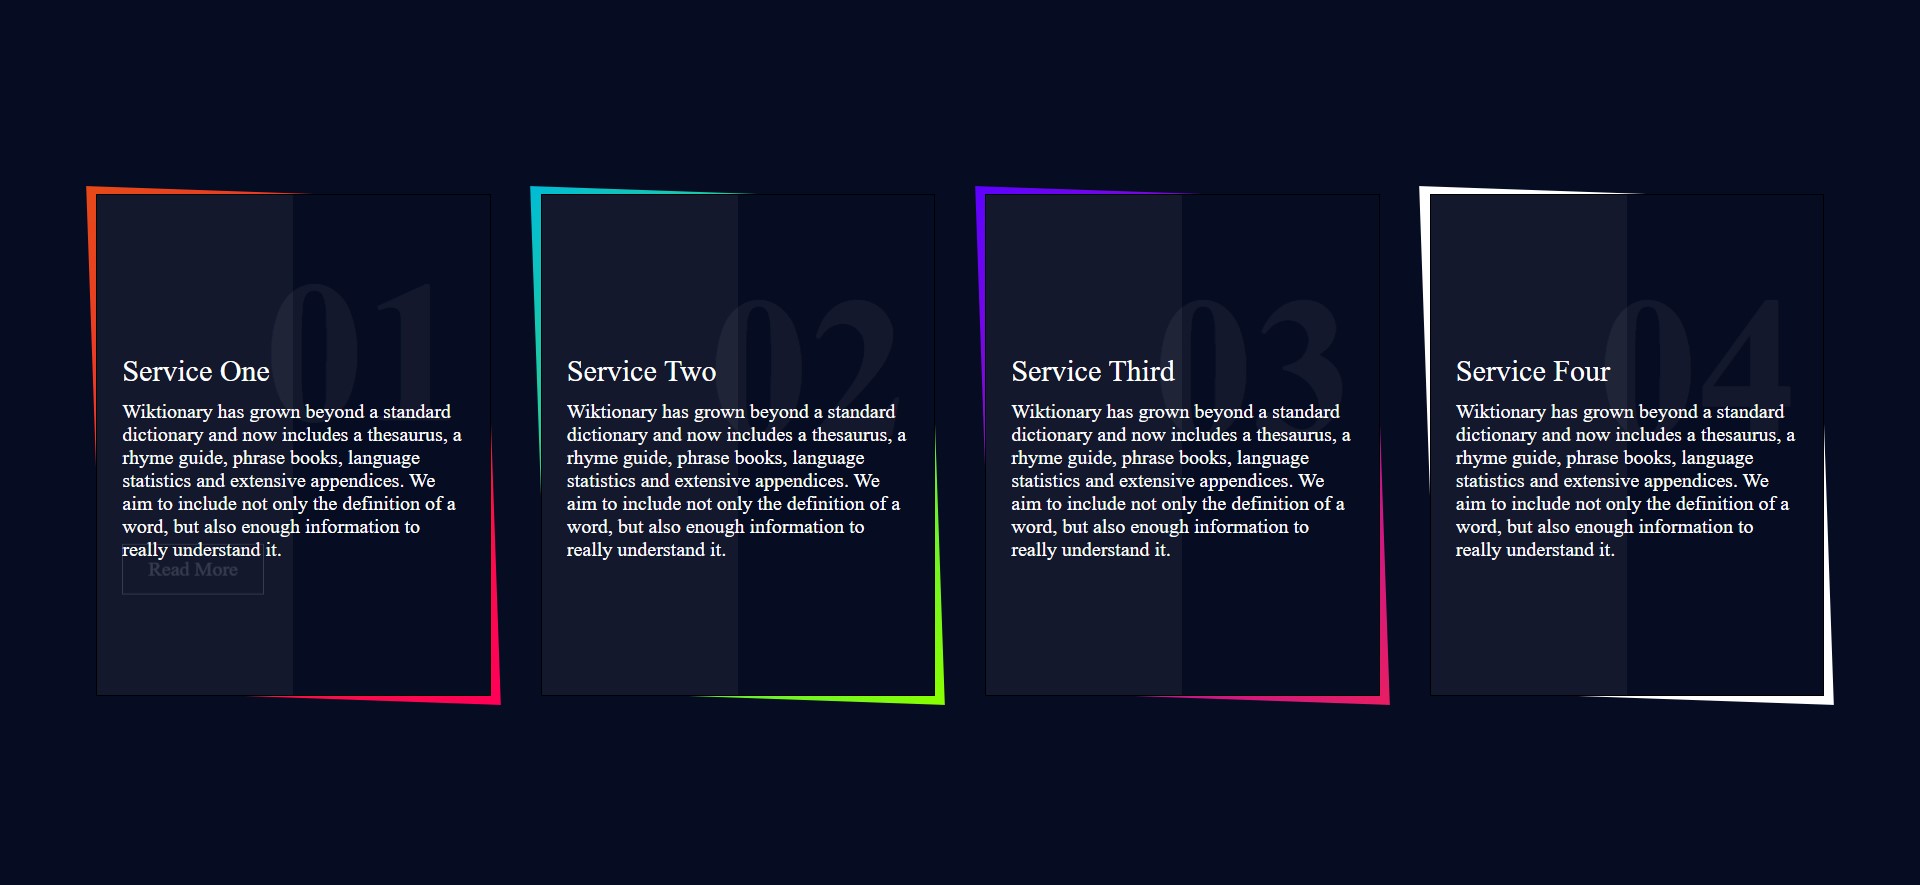 01
Service One
Wiktionary has grown beyond a standard
dictionary and now includes a thesaurus, a
rhyme guide, phrase books, language
statistics and extensive appendices. We
aim to include not only the definition of a
word, but also enough information to
really understand it.
Read More
02
Service Two
Wiktionary has grown beyond a standard
dictionary and now includes a thesaurus, a
rhyme guide, phrase books, language
statistics and extensive appendices. We
aim to include not only the definition of a
word, but also enough information to
really understand it.
03
Service Third
Wiktionary has grown beyond a standard
dictionary and now includes a thesaurus, a
rhyme guide, phrase books, language
statistics and extensive appendices. We
aim to include not only the definition of a
word, but also enough information to
really understand it.
04
Service Four
Wiktionary has grown beyond a standard
dictionary and now includes a thesaurus, a
rhyme guide, phrase books, language
statistics and extensive appendices. We
aim to include not only the definition of a
word, but also enough information to
really understand it.